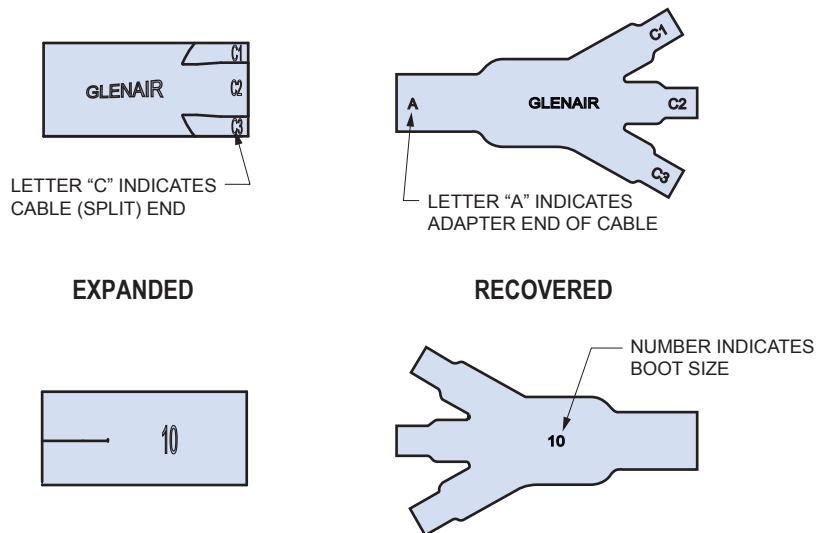 GLENAIR
C1
C2
C3
LETTER “C” INDICATES
CABLE (SPLIT) END
A
GLENAIR
C1
C2
C3
LETTER “A” INDICATES
ADAPTER END OF CABLE
EXPANDED
RECOVERED
10
10
NUMBER INDICATES
BOOT SIZE